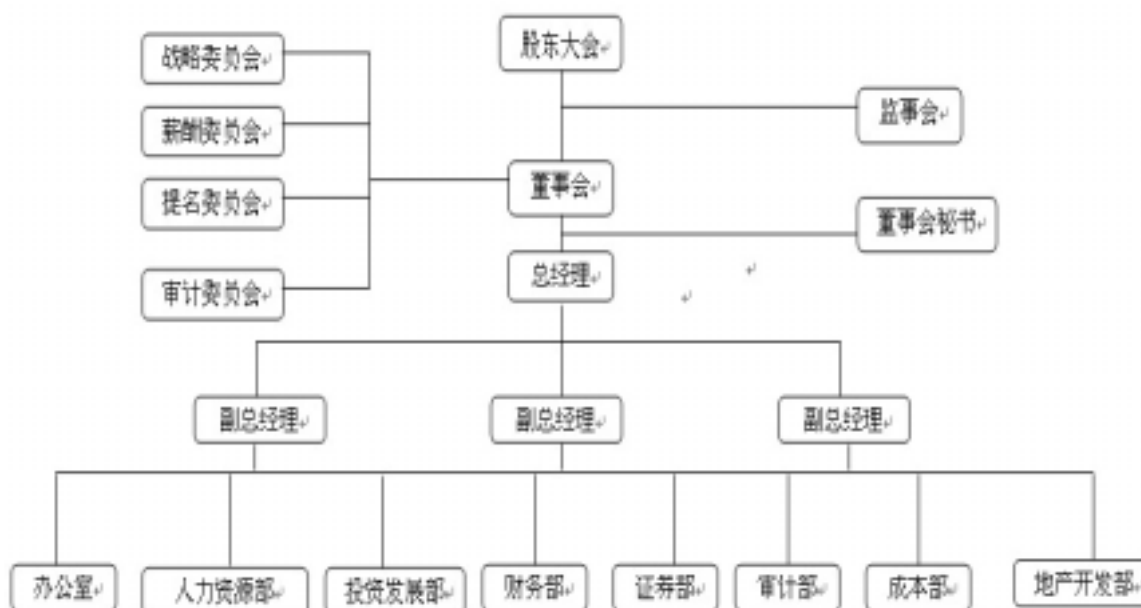 股东大会
战略委员会
监事会
薪酬委员会
董事会
提名委员会
董事会秘书
总经理
审计委员会
副总经理
副总经理
副总经理
办公室
人力资源部
投资发展部
财务部
证券部
审计部
成本部
地产开发部